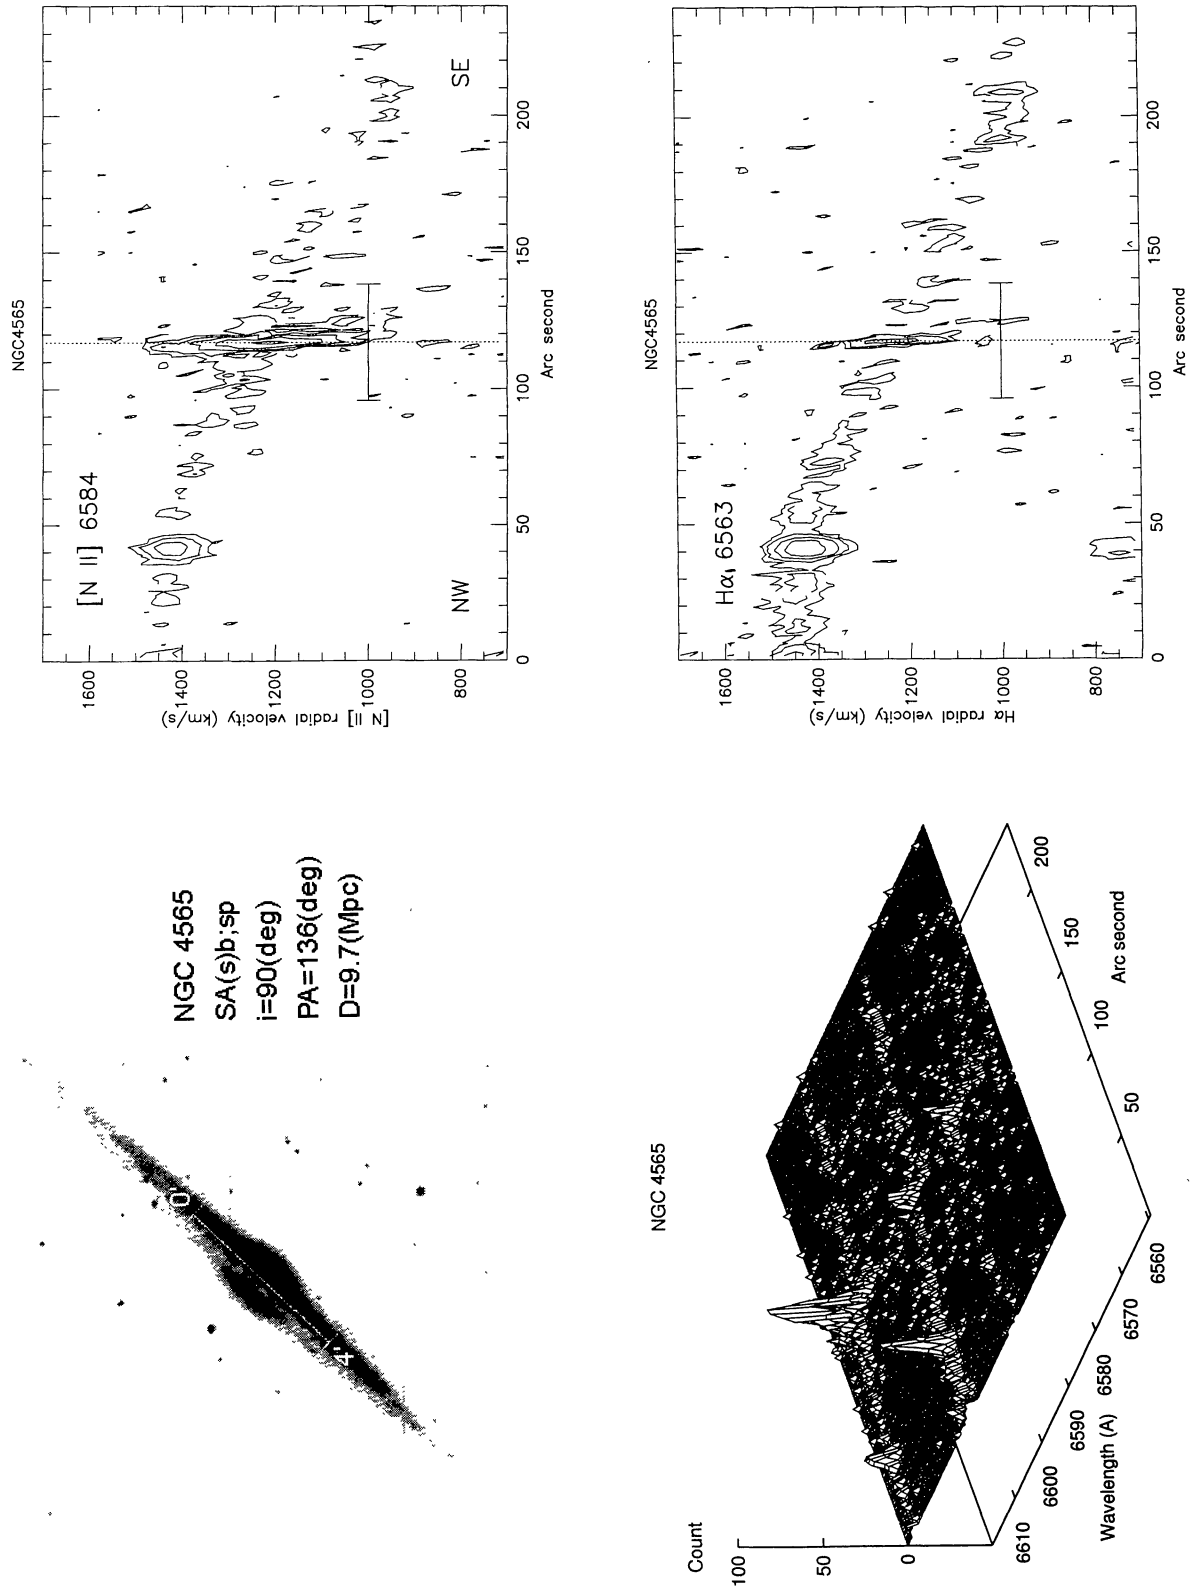 NGC 4565
SA(s)b;sp
i=90(deg)
PA=136(deg)
D=9.7(Mpc)
0'
4'
NGC4565
[N II] 6584
NW
SE
1600
1400
1200
1000
800
[N II] radial velocity (km/s)
0
50
100
150
200
Arc second
NGC 4565
Count
100
50
0
6610
6600
6590
6580
6570
6560
Wavelength (A)
50
100
150
200
Arc second
NGC4565
Hα 6563
1600
1400
1200
1000
800
Hα radial velocity (km/s)
0
50
100
150
200
Arc second